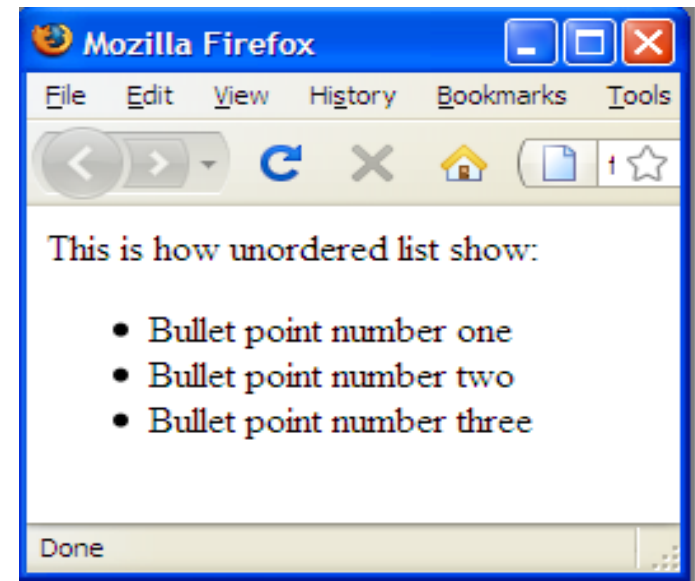 Mozilla Firefox
File Edit View History Bookmarks Tools
This is how unordered list show:
• Bullet point number one
• Bullet point number two
• Bullet point number three
Done